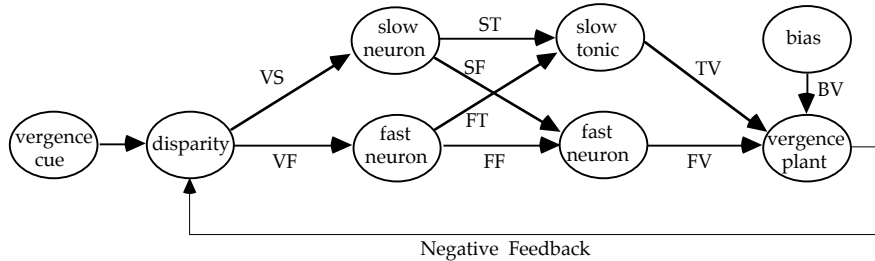 slow
neuron
ST
slow
tonic
bias
VS
SF
TV
BV
vergence
cue
disparity
VF
fast
neuron
FT
FF
fast
neuron
FV
vergence
plant
Negative Feedback